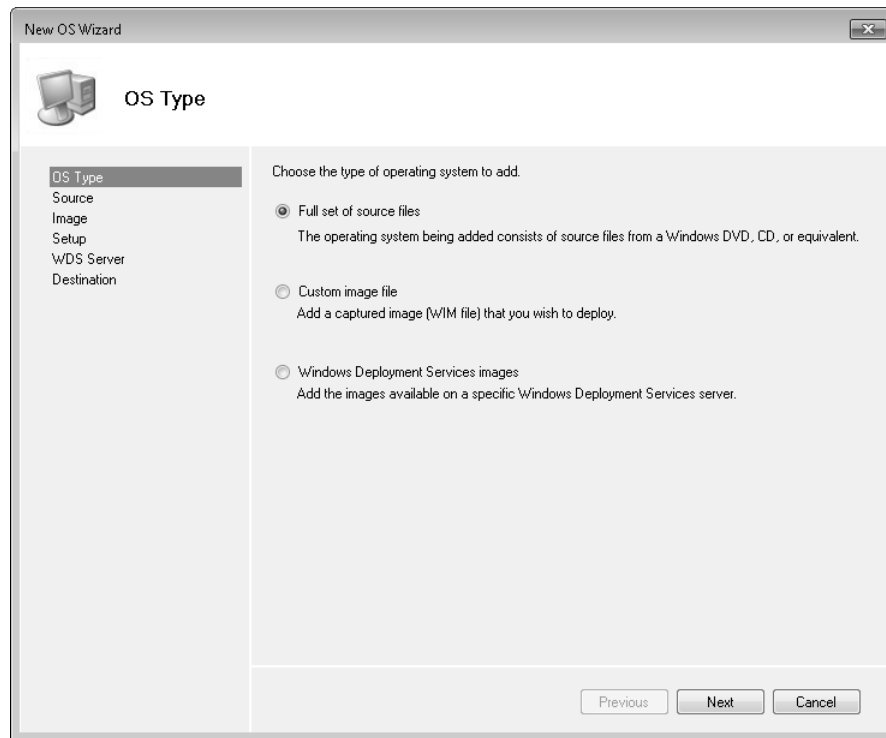 New OS Wizard
OS Type
OS Type
Source
Image
Setup
WDS Server
Destination
Choose the type of operating system to add.
Full set of source files
The operating system being added consists of source files from a Windows DVD, CD, or equivalent.
Custom image file
Add a captured image (WIM file) that you wish to deploy.
Windows Deployment Services images
Add the images available on a specific Windows Deployment Services server.
Previous Next Cancel